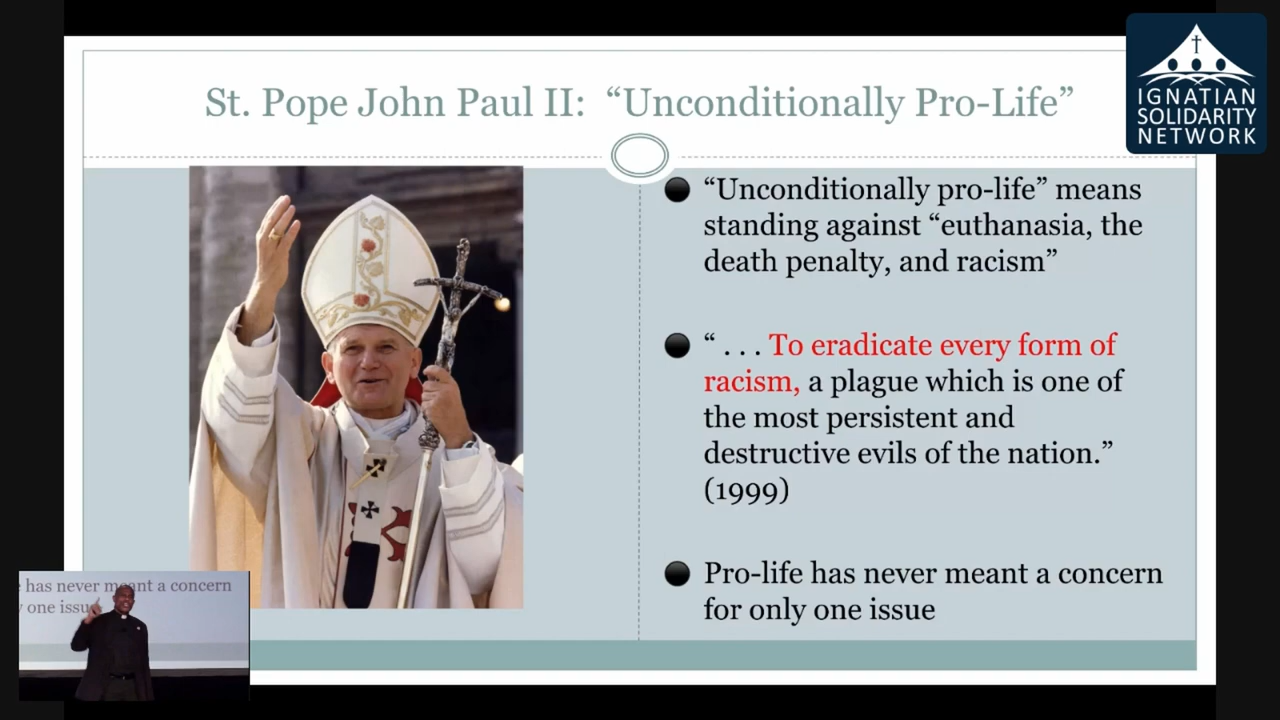 St. Pope John Paul II: “Unconditionally Pro-Life”
IGNATIAN
SOLIDARITY
NETWORK
“Unconditionally pro-life” means
standing against “euthanasia, the
death penalty, and racism”
“ . . . To eradicate every form of
racism, a plague which is one of
the most persistent and
destructive evils of the nation.”
(1999)
Pro-life has never meant a concern
for only one issue
has never meant a concern
one issu